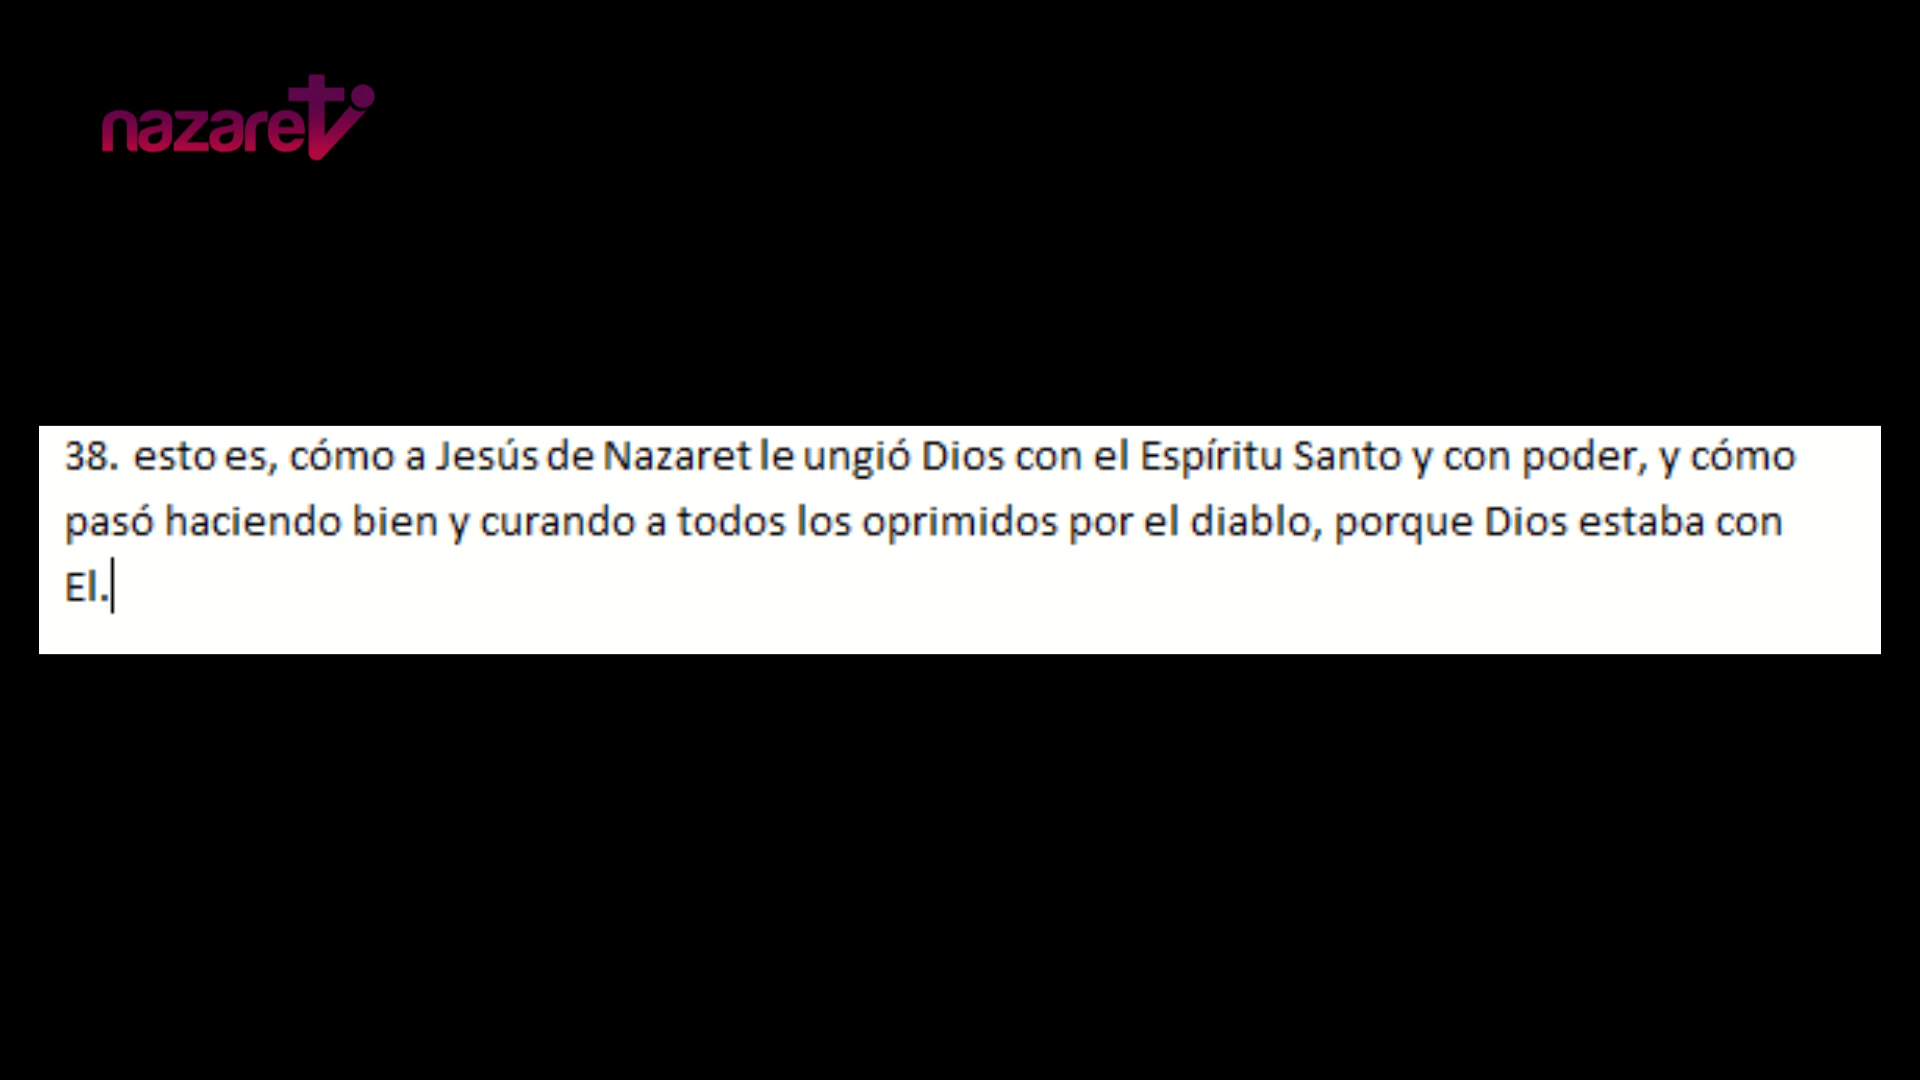 nazaret
38. esto es, cómo a Jesús de Nazaret le ungió Dios con el Espíritu Santo y con poder, y cómo
pasó haciendo bien y curando a todos los oprimidos por el diablo, porque Dios estaba con
El.